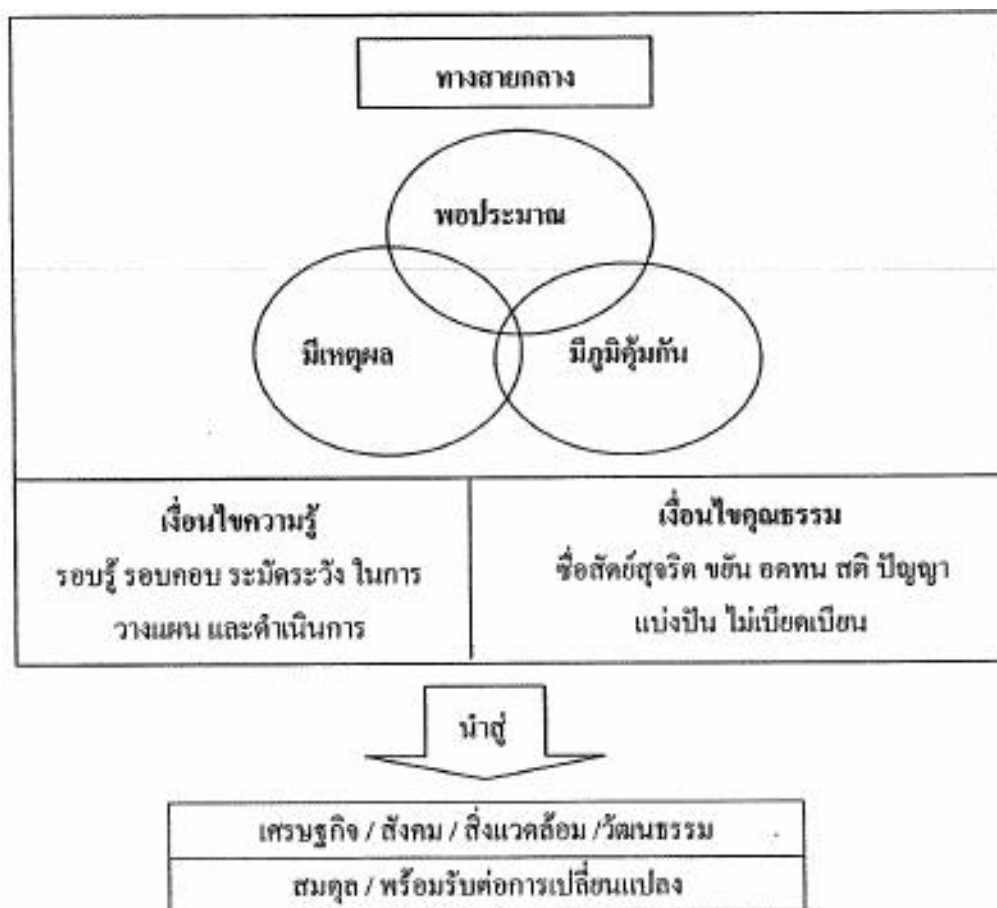 ทางสายกลาง
พอประมาณ
มีเหตุผล
มีภูมิคุ้มกัน
เงื่อนไขความรู้
รอบรู้ รอบคอบ ระมัดระวัง ในการ
วางแผน และดำเนินการ
เงื่อนไขคุณธรรม
ซื่อสัตย์สุจริต ขยัน อดทน สติ ปัญญา
แบ่งปัน ไม่เบียดเบียน
นำสู่
เศรษฐกิจ / สังคม / สิ่งแวดล้อม /วัฒนธรรม
สมดุล / พร้อมรับต่อการเปลี่ยนแปลง